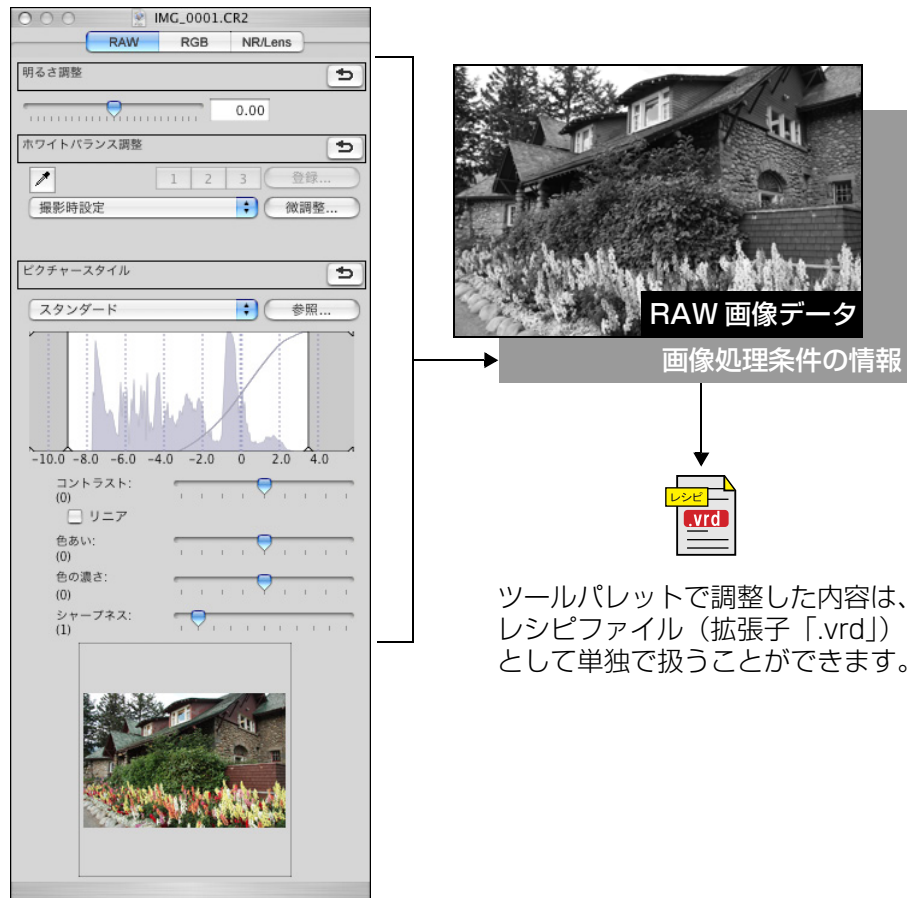 IMG_0001.CR2
RAW RGB NR/Lens
明るさ調整
0.00
ホワイトバランス調整
1 2 3 登録...
撮影時設定 微調整...
ピクチャースタイル
スタンダード 参照...
-10.0 -8.0 -6.0 -4.0 -2.0 0 2.0 4.0
コントラスト:
(0)
リニア
色あい:
(0)
色の濃さ:
(0)
シャープネス:
(1)
RAW 画像データ
画像処理条件の情報
レシピ
.vrd
ツールパレットで調整した内容は、
レシピファイル（拡張子「.vrd」）
として単独で扱うことができます。